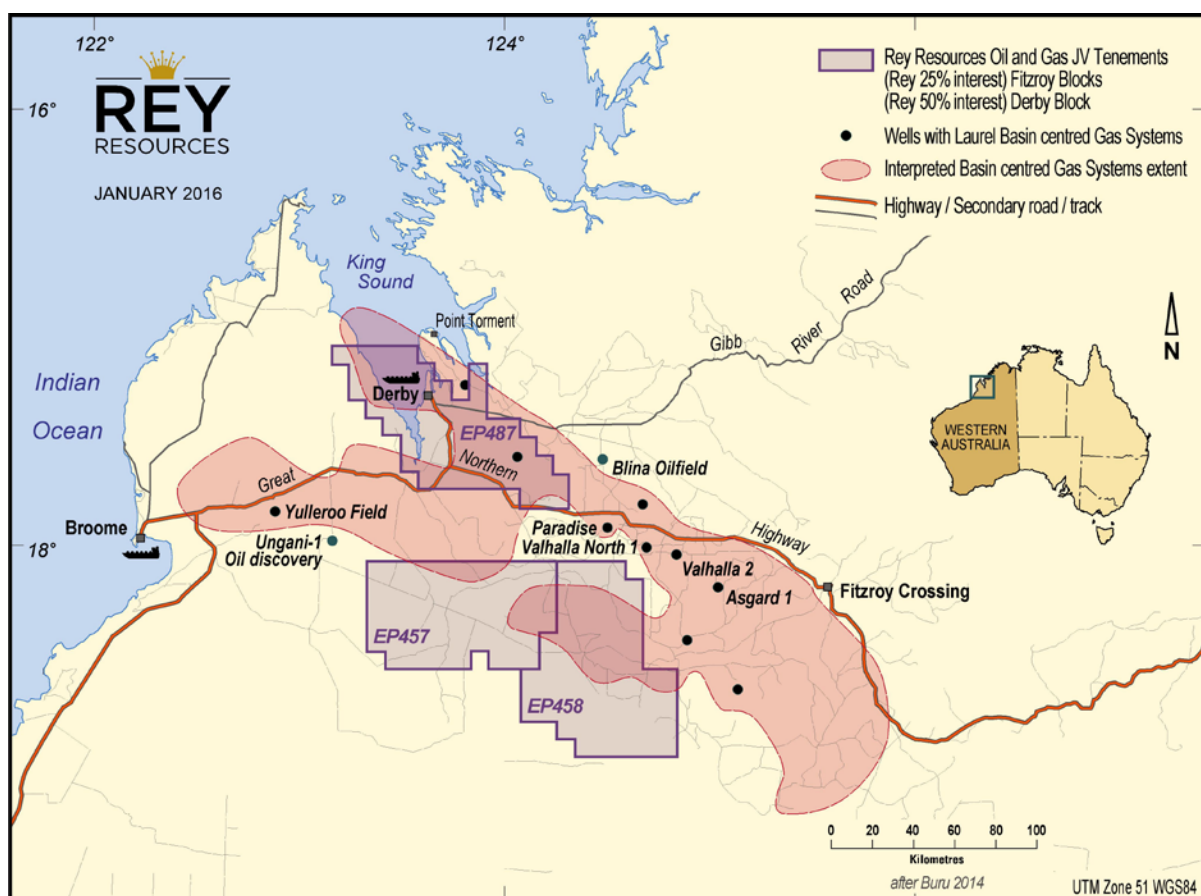 122°
124°
16°
18°
REY
RESOURCES
JANUARY 2016
Rey Resources Oil and Gas JV Tenements
(Rey 25% interest) Fitzroy Blocks
(Rey 50% interest) Derby Block
Wells with Laurel Basin centred Gas Systems
Interpreted Basin centred Gas Systems extent
Highway / Secondary road / track
King
Sound
Point Torment
Gibb River Road
N
Indian
Ocean
Derby
EP487
WESTERN
AUSTRALIA
Great Northern Highway
Blina Oilfield
Yulleroo Field
Broome
Ungani-1
Oil discovery
Paradise
Valhalla North 1
Valhalla 2
Asgard 1
Fitzroy Crossing
EP457
EP458
0 20 40 60 80 100
Kilometres
after Buru 2014
UTM Zone 51 WGS84